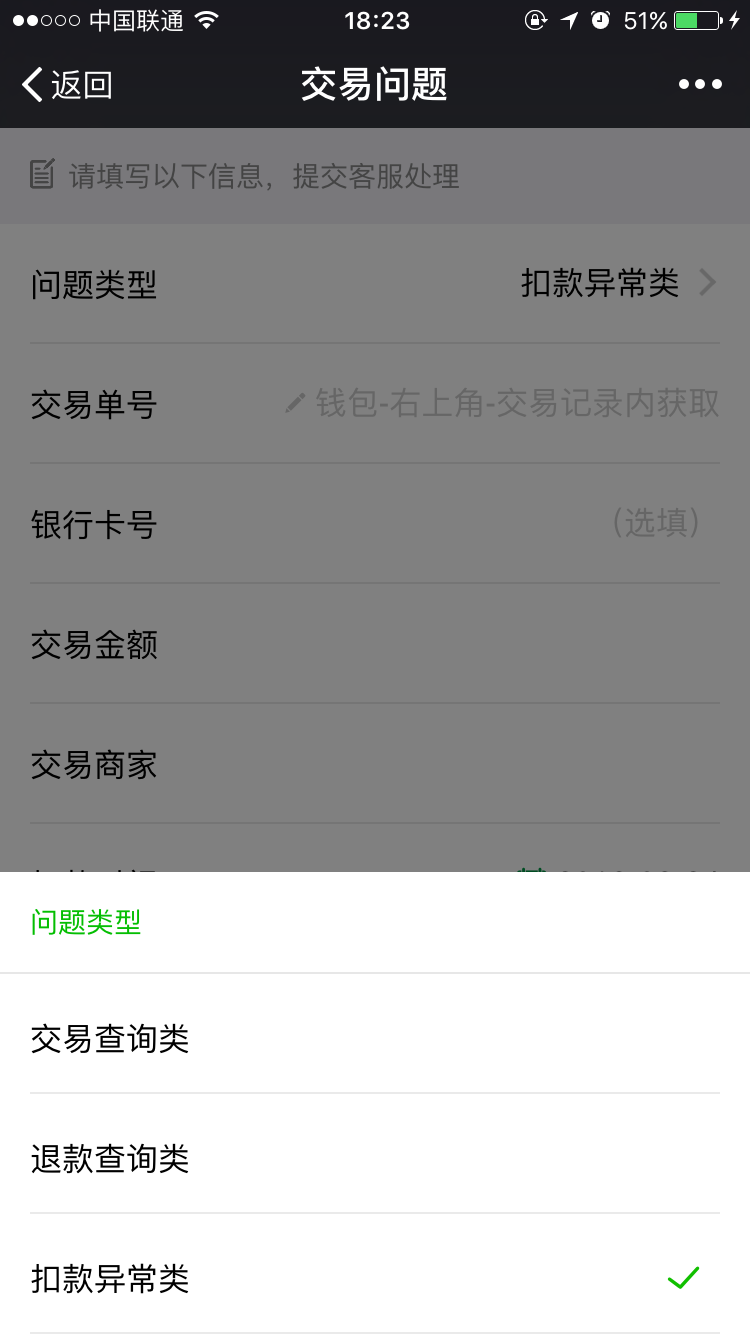 中国联通 18:23 51%
返回 交易问题
请填写以下信息，提交客服处理
问题类型 扣款异常类
交易单号 钱包-右上角-交易记录内获取
银行卡号 (选填)
交易金额
交易商家
问题类型
交易查询类
退款查询类
扣款异常类